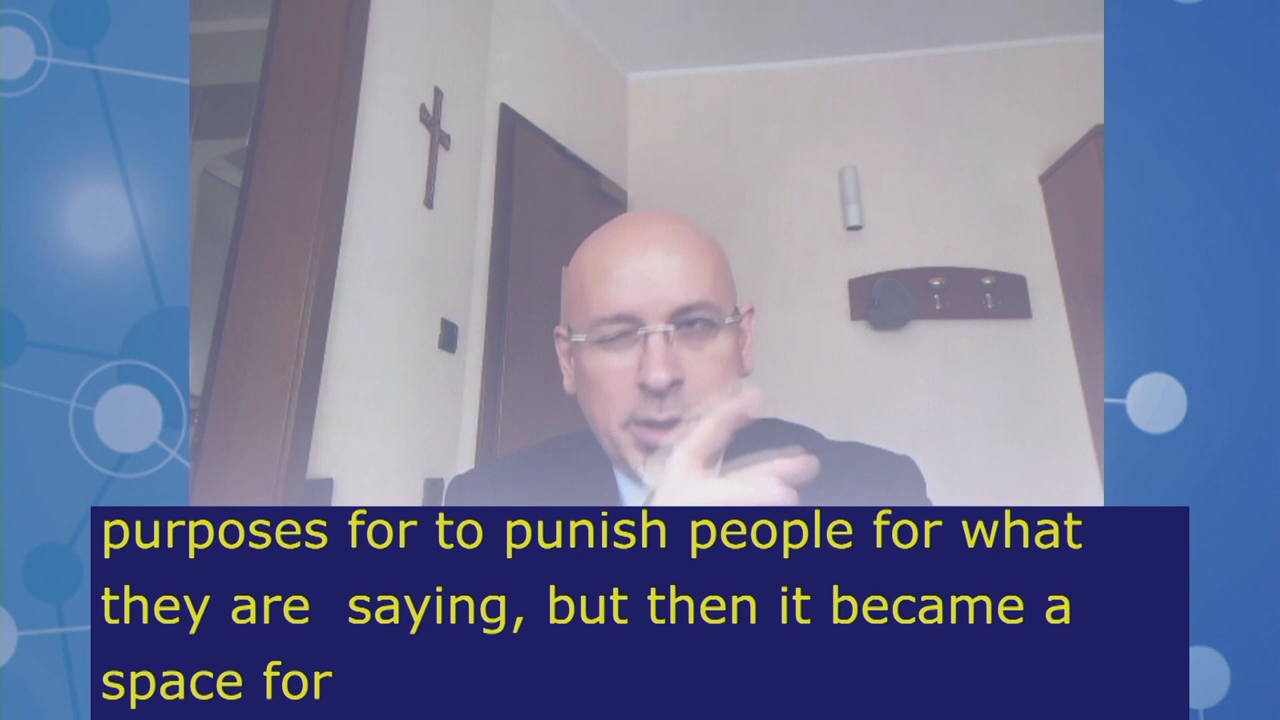 purposes for to punish people for what
they are  saying, but then it became a
space for